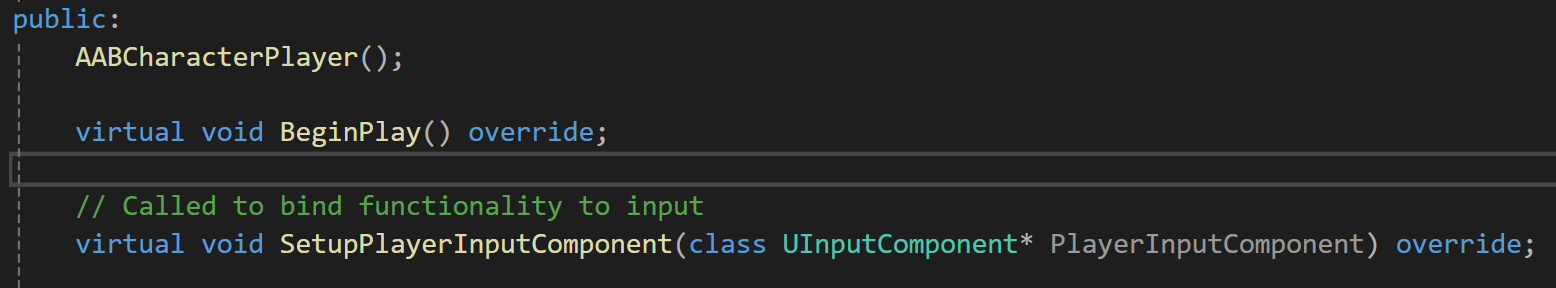 public:
AABCharacterPlayer();
virtual void BeginPlay() override;
// Called to bind functionality to input
virtual void SetupPlayerInputComponent(class UInputComponent* PlayerInputComponent) override;